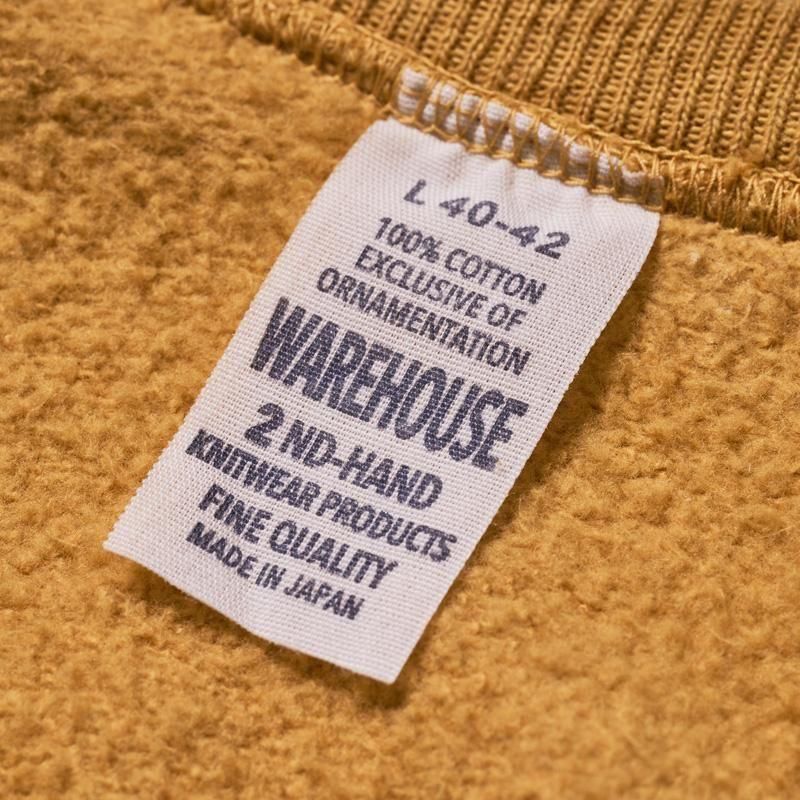 L 40-42
100% COTTON
EXCLUSIVE OF
ORNAMENTATION
WAREHOUSE
2 ND-HAND
KNITWEAR PRODUCTS
FINE QUALITY
MADE IN JAPAN